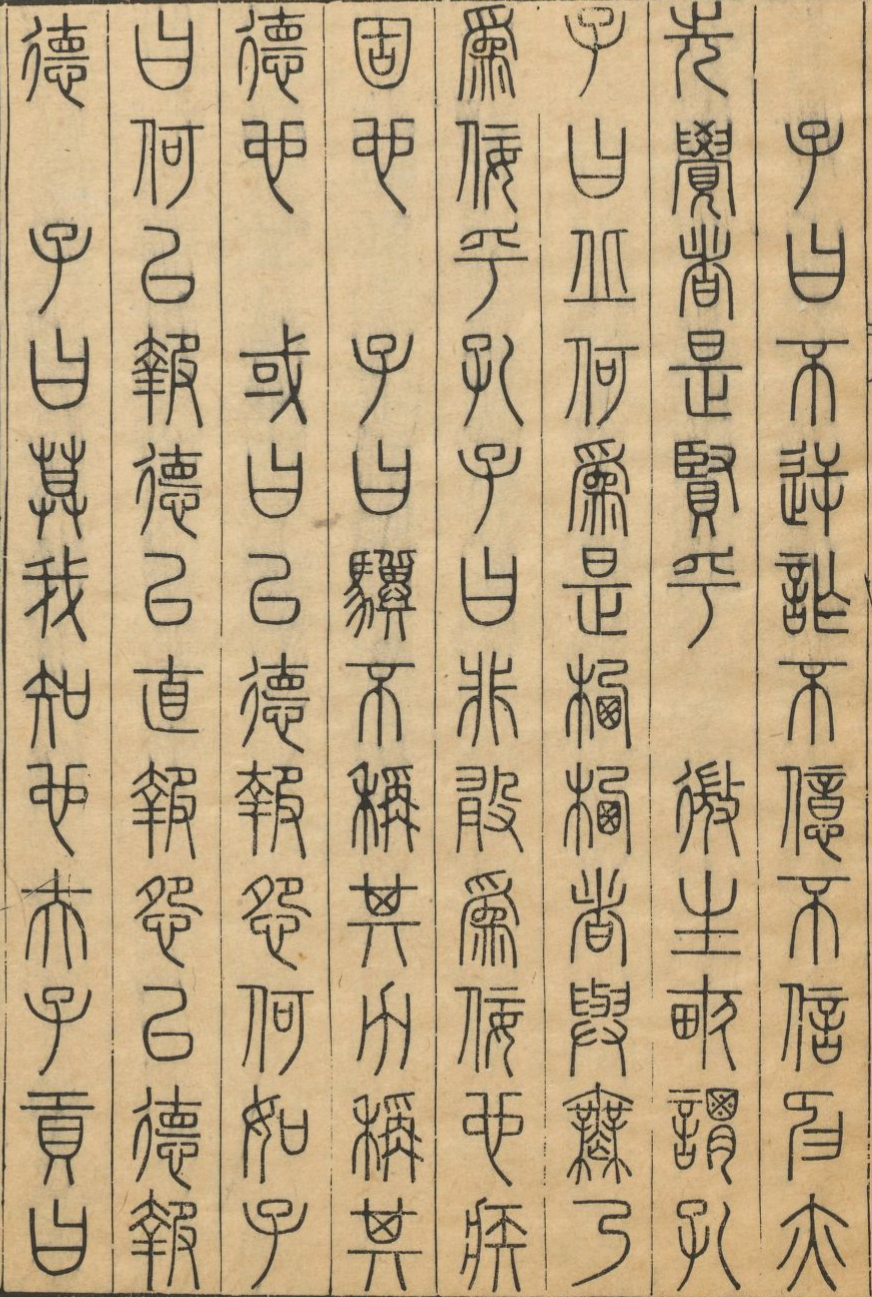 子曰不逆詐不億不信抑亦
先覺者是賢乎　微生畝謂孔
子曰丘何爲是栖栖者與無乃
爲佞乎孔子曰非敢爲佞也疾
固也　子曰驥不稱其力稱其
德也　或曰以德報怨何如子
曰何以報德以直報怨以德報
德　子曰莫我知也夫子貢曰